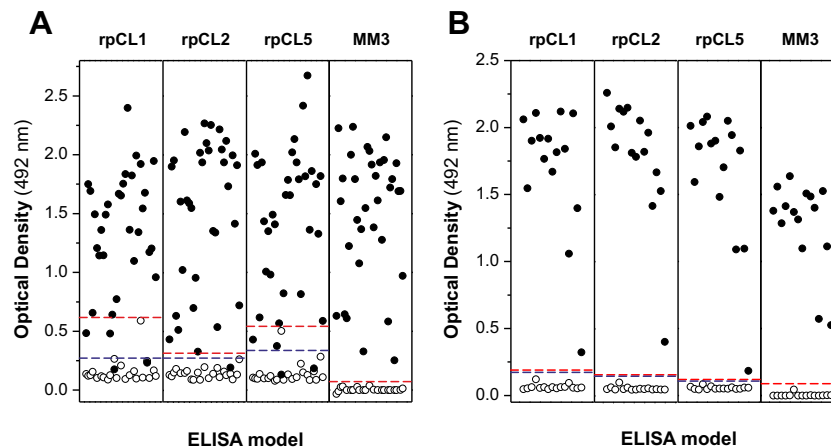 A
B
rpCL1 rpCL2 rpCL5 MM3
rpCL1 rpCL2 rpCL5 MM3
Optical Density (492 nm)
2.5
2.0
1.5
1.0
0.5
0.0
ELISA model
Optical Density (492 nm)
2.5
2.0
1.5
1.0
0.5
0.0
ELISA model